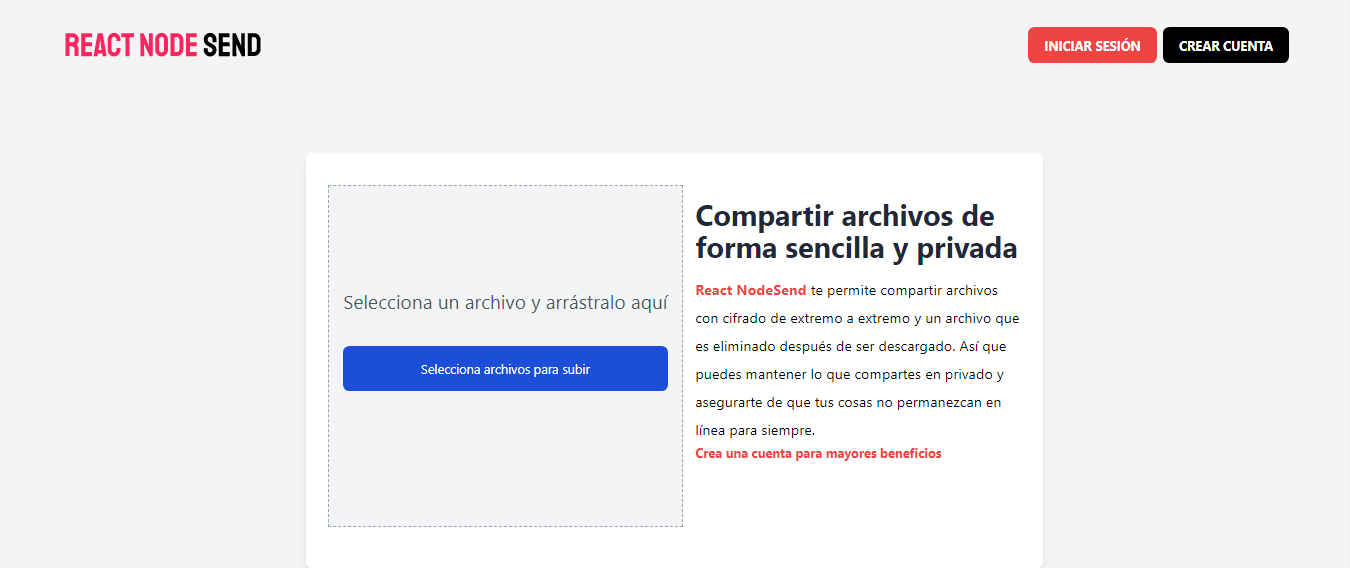 REACT NODE SEND
INICIAR SESIÓN
CREAR CUENTA
Selecciona un archivo y arrástralo aquí
Selecciona archivos para subir
Compartir archivos de
forma sencilla y privada
React NodeSend te permite compartir archivos
con cifrado de extremo a extremo y un archivo que
es eliminado después de ser descargado. Así que
puedes mantener lo que compartes en privado y
asegurarte de que tus cosas no permanezcan en
línea para siempre.
Crea una cuenta para mayores beneficios